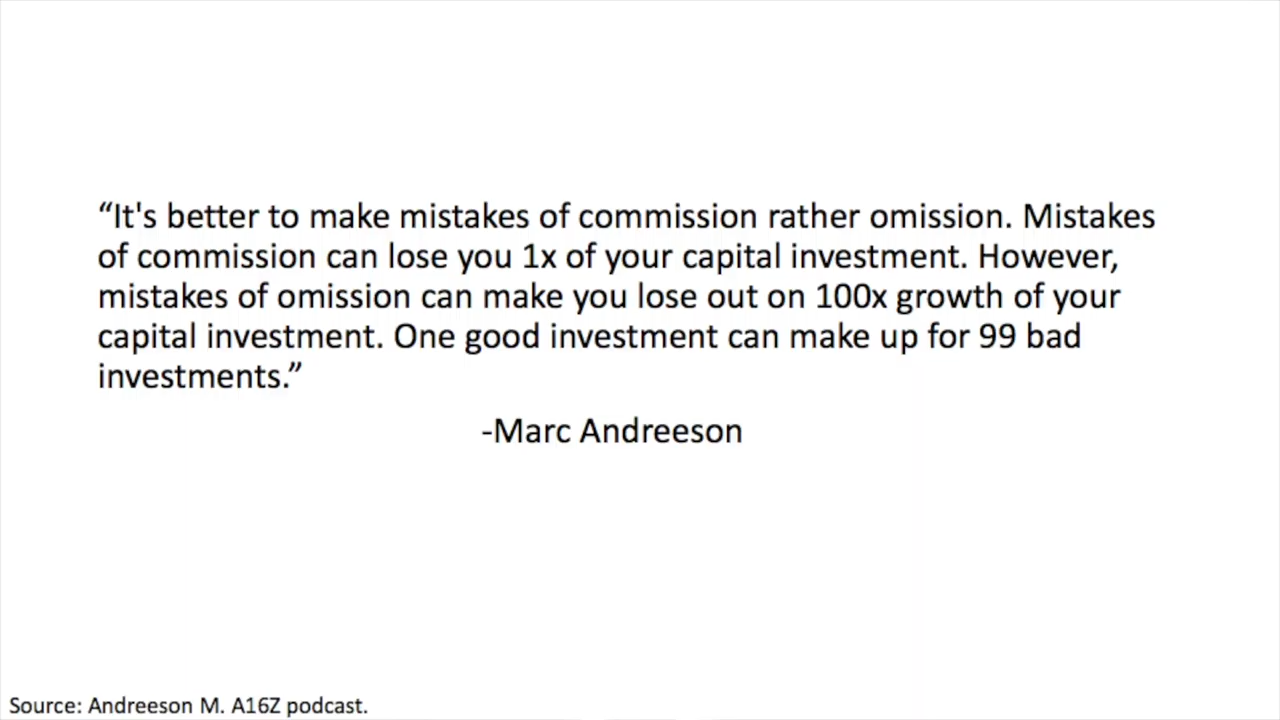 “It's better to make mistakes of commission rather omission. Mistakes
of commission can lose you 1x of your capital investment. However,
mistakes of omission can make you lose out on 100x growth of your
capital investment. One good investment can make up for 99 bad
investments.”
-Marc Andreeson
Source: Andreeson M. A16Z podcast.